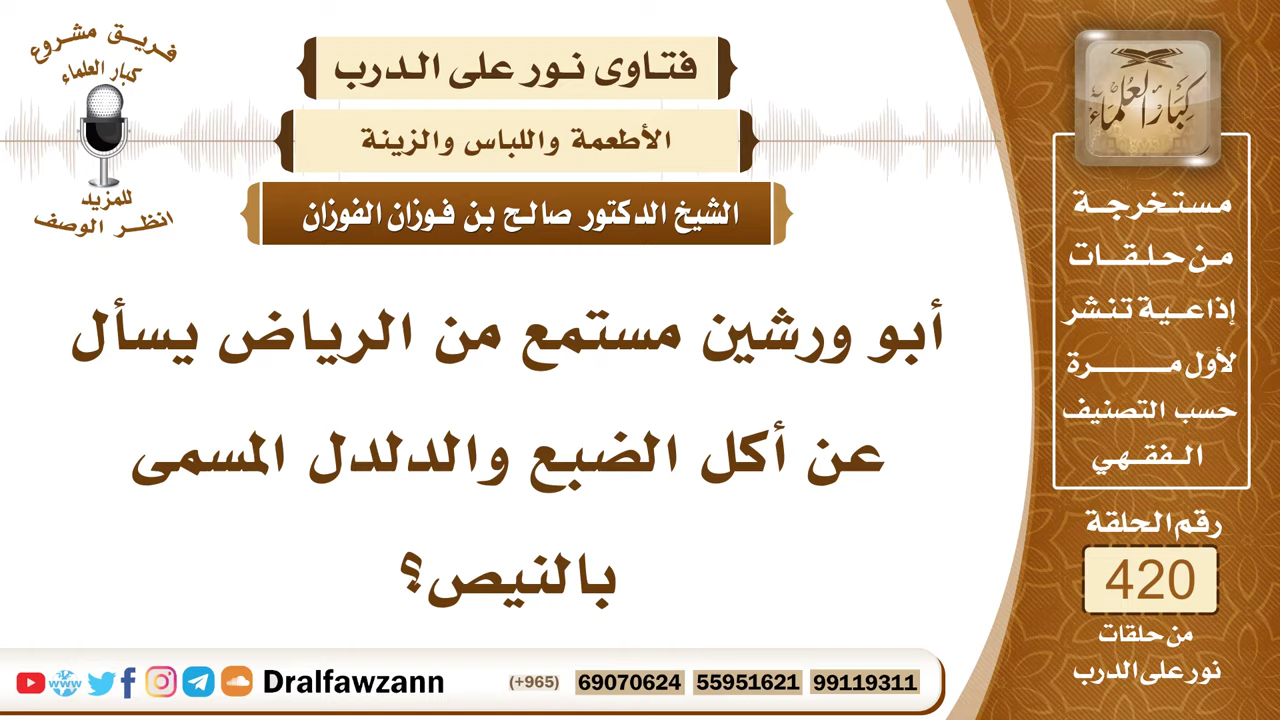 فريق مشروع
كبار العلماء
للمزيد
انظر الوصف
فتاوى نور على الدرب
الأطعمة واللباس والزينة
الشيخ الدكتور صالح بن فوزان الفوزان
أبو ورشين مستمع من الرياض يسأل
عن أكل الضبع والدلدل المسمى
بالنيص؟
كبار العلماء
مستخرجة
من حلقات
إذاعية تنشر
لأول مرة
حسب التصنيف
الفقهي
رقم الحلقة
420
من حلقات
نور على الدرب
www Dralfawzann (+965) 69070624 55951621 99119311